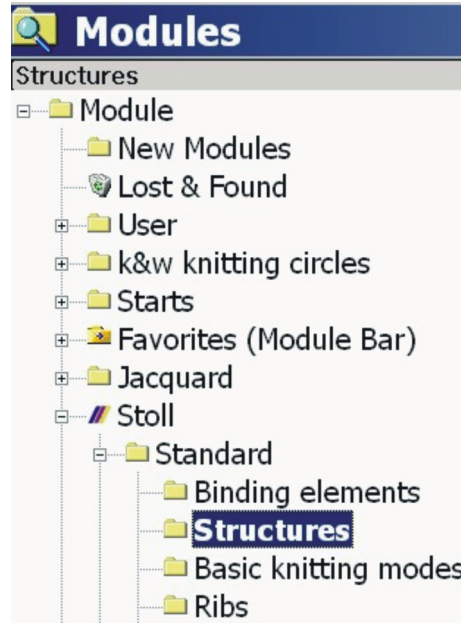 Modules
Structures
Module
New Modules
Lost & Found
User
k&w knitting circles
Starts
Favorites (Module Bar)
Jacquard
Stoll
Standard
Binding elements
Structures
Basic knitting modes
Ribs